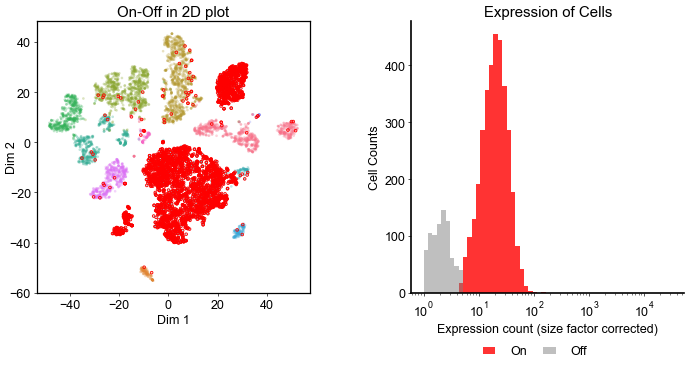 On-Off in 2D plot
Dim 2
40
20
0
−20
−40
−60
−40
−20
0
20
40
Dim 1
Expression of Cells
Cell Counts
400
300
200
100
0
10^0
10^1
10^2
10^3
10^4
Expression count (size factor corrected)
On
Off